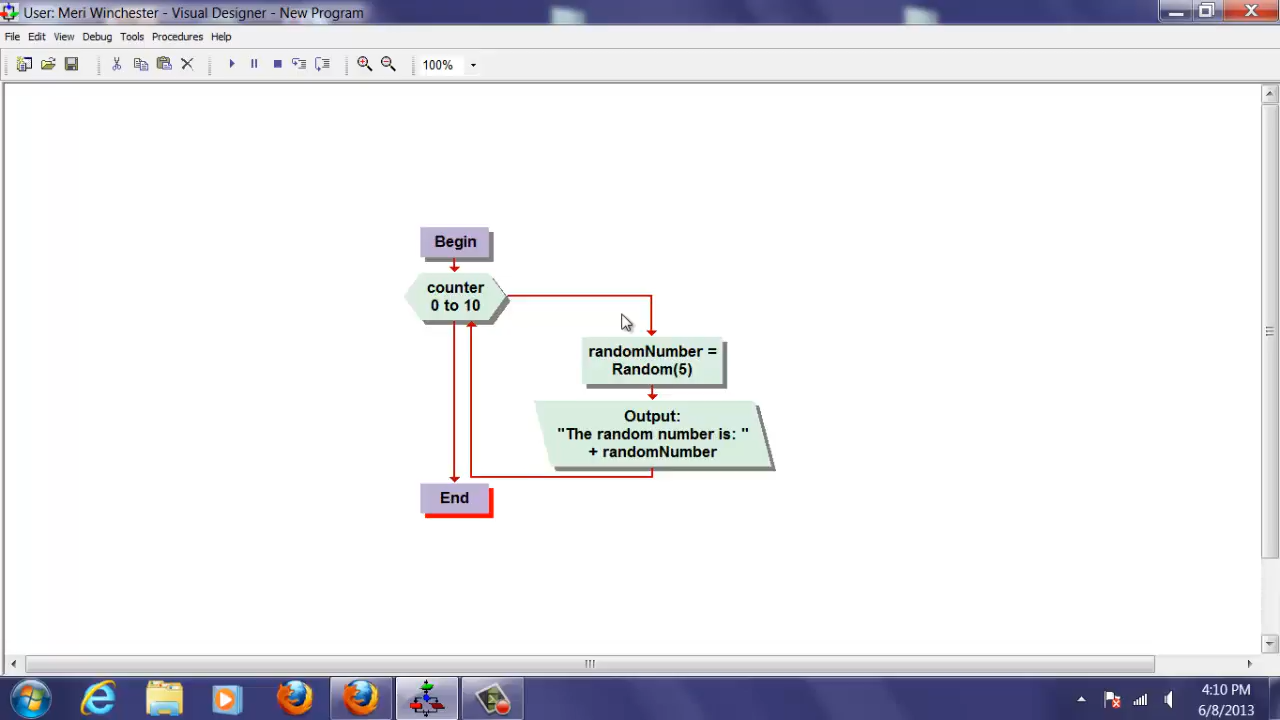 User: Meri Winchester - Visual Designer - New Program
File Edit View Debug Tools Procedures Help
100%
Begin
counter
0 to 10
randomNumber =
Random(5)
Output:
"The random number is: "
+ randomNumber
End
4:10 PM
6/8/2013